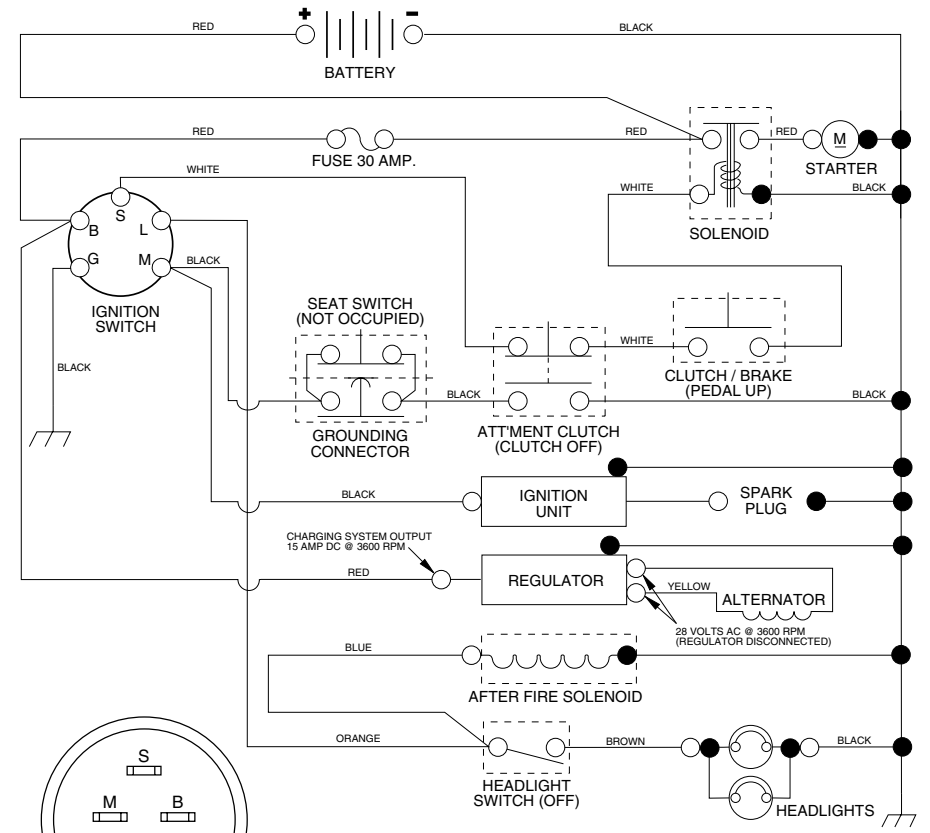 + -
RED
BLACK
BATTERY
RED
FUSE 30 AMP.
RED
RED
M
STARTER
WHITE
WHITE
BLACK
SOLENOID
S
B
L
G
M
BLACK
IGNITION
SWITCH
BLACK
SEAT SWITCH
(NOT OCCUPIED)
GROUNDING
CONNECTOR
BLACK
ATT'MENT CLUTCH
(CLUTCH OFF)
WHITE
CLUTCH / BRAKE
(PEDAL UP)
BLACK
BLACK
IGNITION
UNIT
SPARK
PLUG
CHARGING SYSTEM OUTPUT
15 AMP DC @ 3600 RPM
RED
REGULATOR
YELLOW
ALTERNATOR
28 VOLTS AC @ 3600 RPM
(REGULATOR DISCONNECTED)
BLUE
AFTER FIRE SOLENOID
ORANGE
HEADLIGHT
SWITCH (OFF)
BROWN
BLACK
HEADLIGHTS
S
M
B